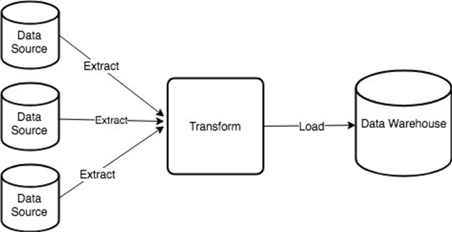 Data
Source
Extract
Data
Source
Extract
Transform
Load
Data Warehouse
Extract
Data
Source